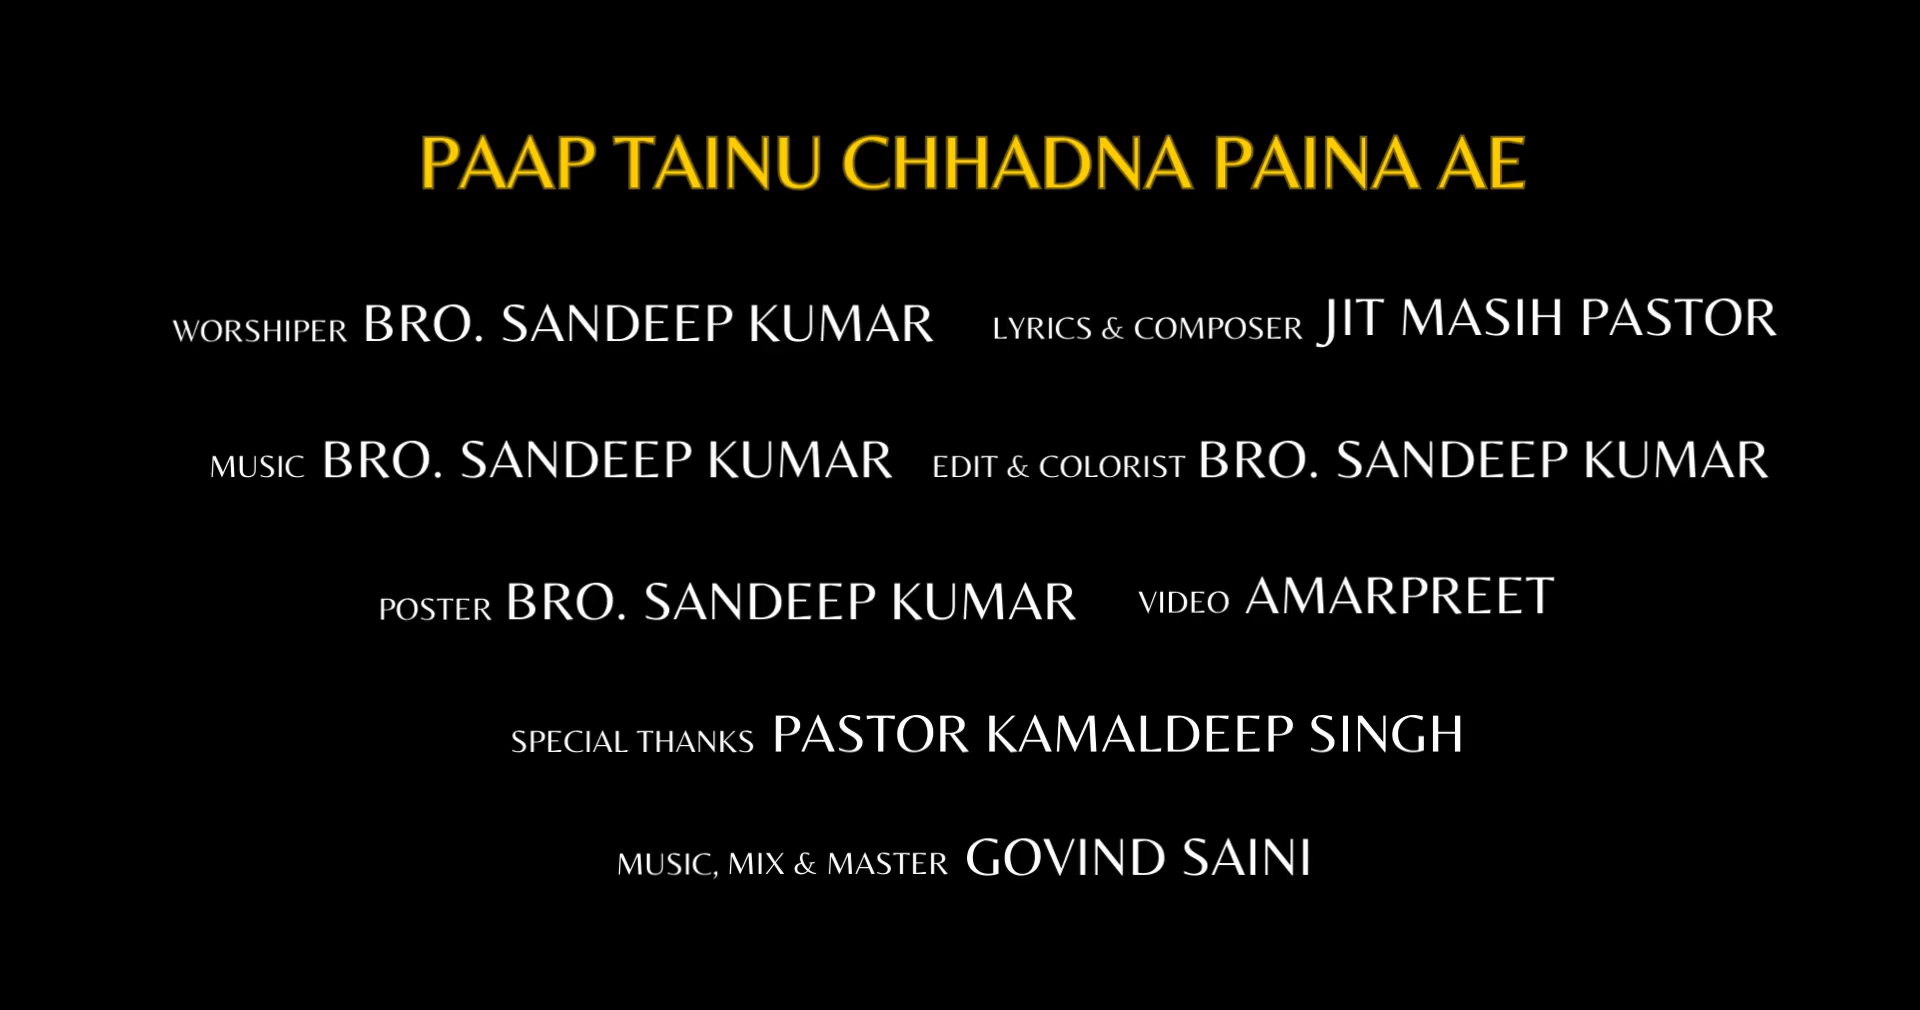 PAAP TAINU CHHADNA PAINA AE
WORSHIPER BRO. SANDEEP KUMAR LYRICS & COMPOSER JIT MASIH PASTOR
MUSIC BRO. SANDEEP KUMAR EDIT & COLORIST BRO. SANDEEP KUMAR
POSTER BRO. SANDEEP KUMAR VIDEO AMARPREET
SPECIAL THANKS PASTOR KAMALDEEP SINGH
MUSIC, MIX & MASTER GOVIND SAINI